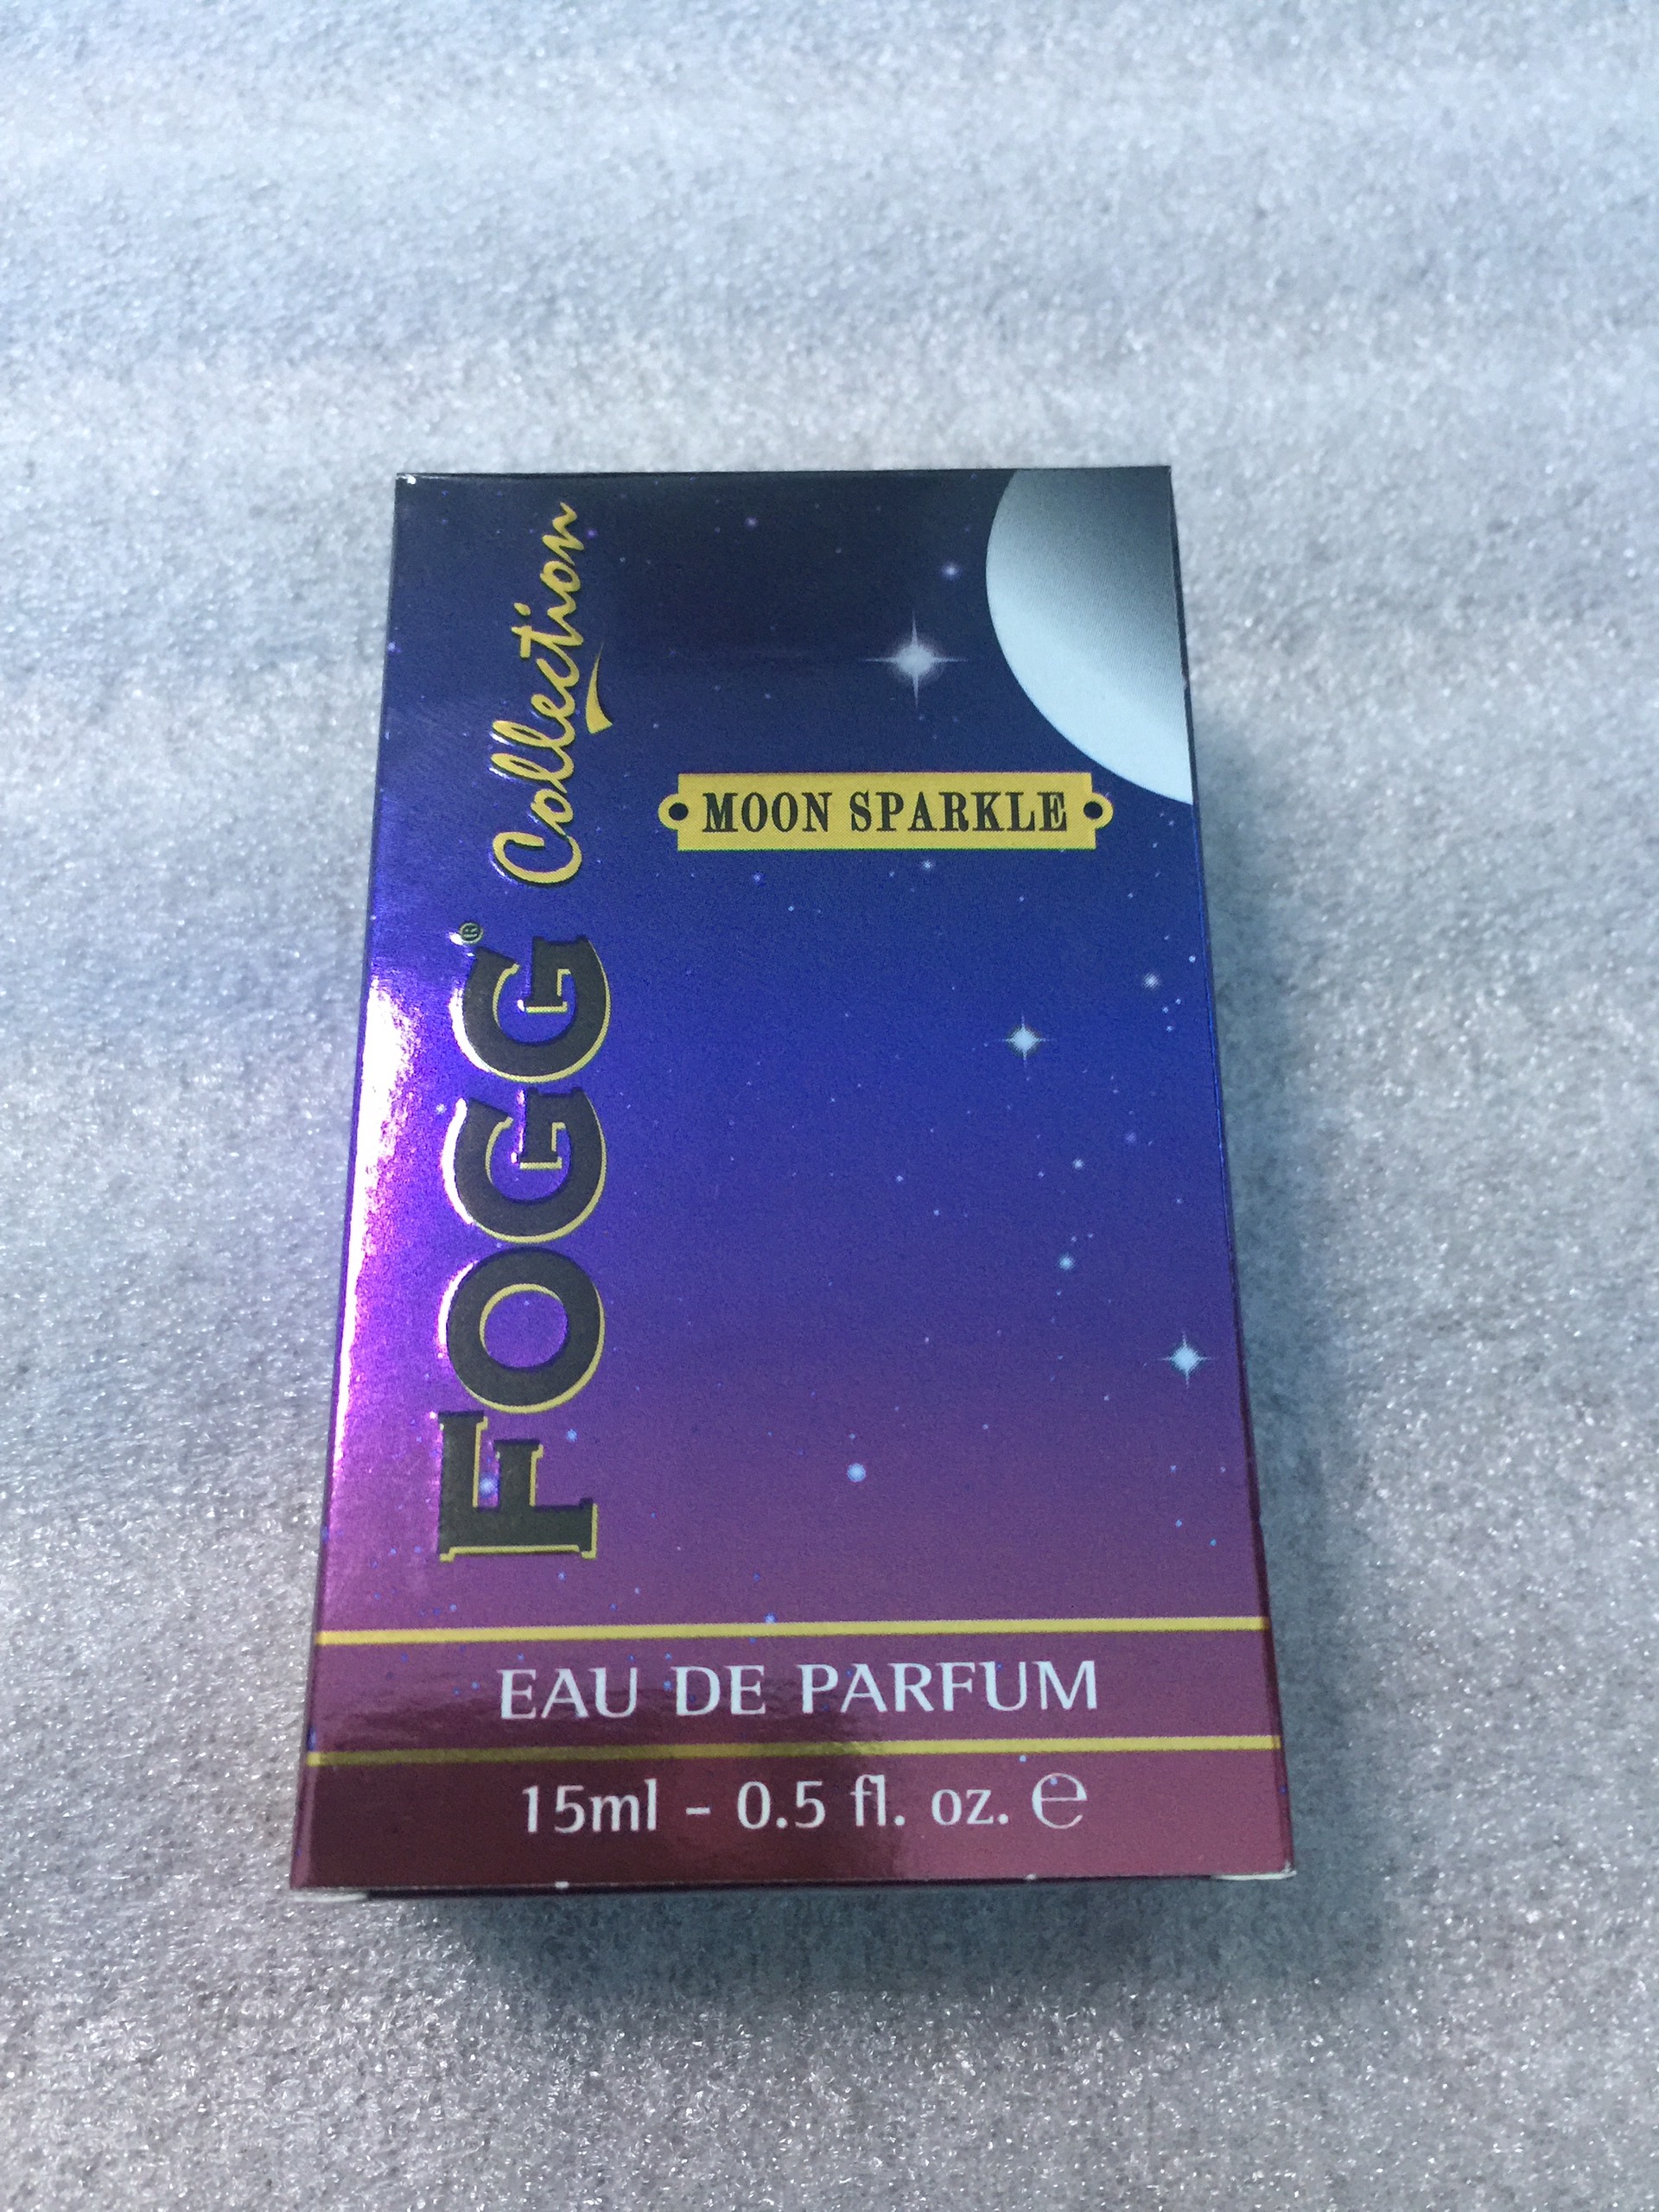 FOGG® Collection
MOON SPARKLE
EAU DE PARFUM
15ml - 0.5 fl. oz. ℮